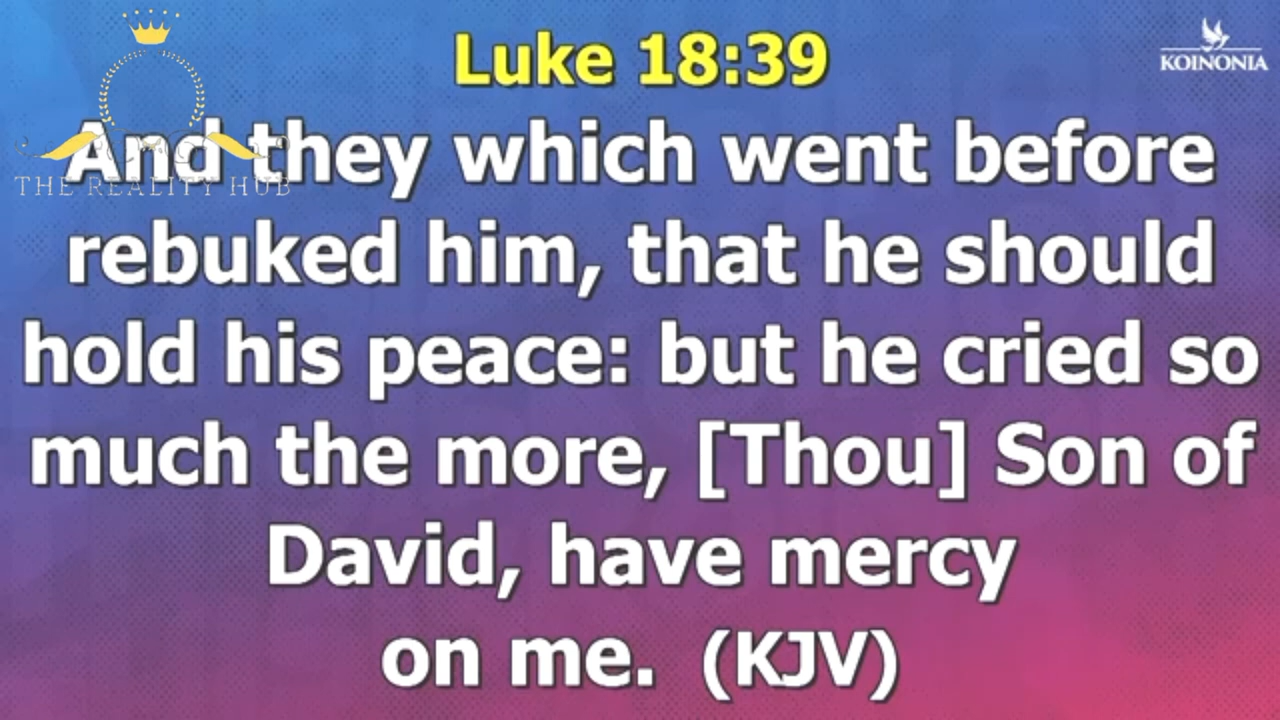 Luke 18:39
KOINONIA
And they which went before
THE REALITY HUB
rebuked him, that he should
hold his peace: but he cried so
much the more, [Thou] Son of
David, have mercy
on me. (KJV)